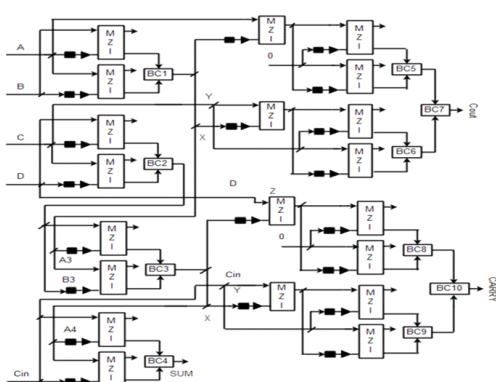 A
B
C
D
M Z I
M Z I
BC1
M Z I
M Z I
BC2
M Z I
0
M Z I
M Z I
BC5
Y
X
M Z I
M Z I
M Z I
BC6
BC7
Cout
A3
B3
M Z I
M Z I
BC3
D
Z
M Z I
0
M Z I
M Z I
BC8
A4
Cin
M Z I
M Z I
BC4
SUM
Cin
Y
X
M Z I
M Z I
M Z I
BC9
BC10
CARRY